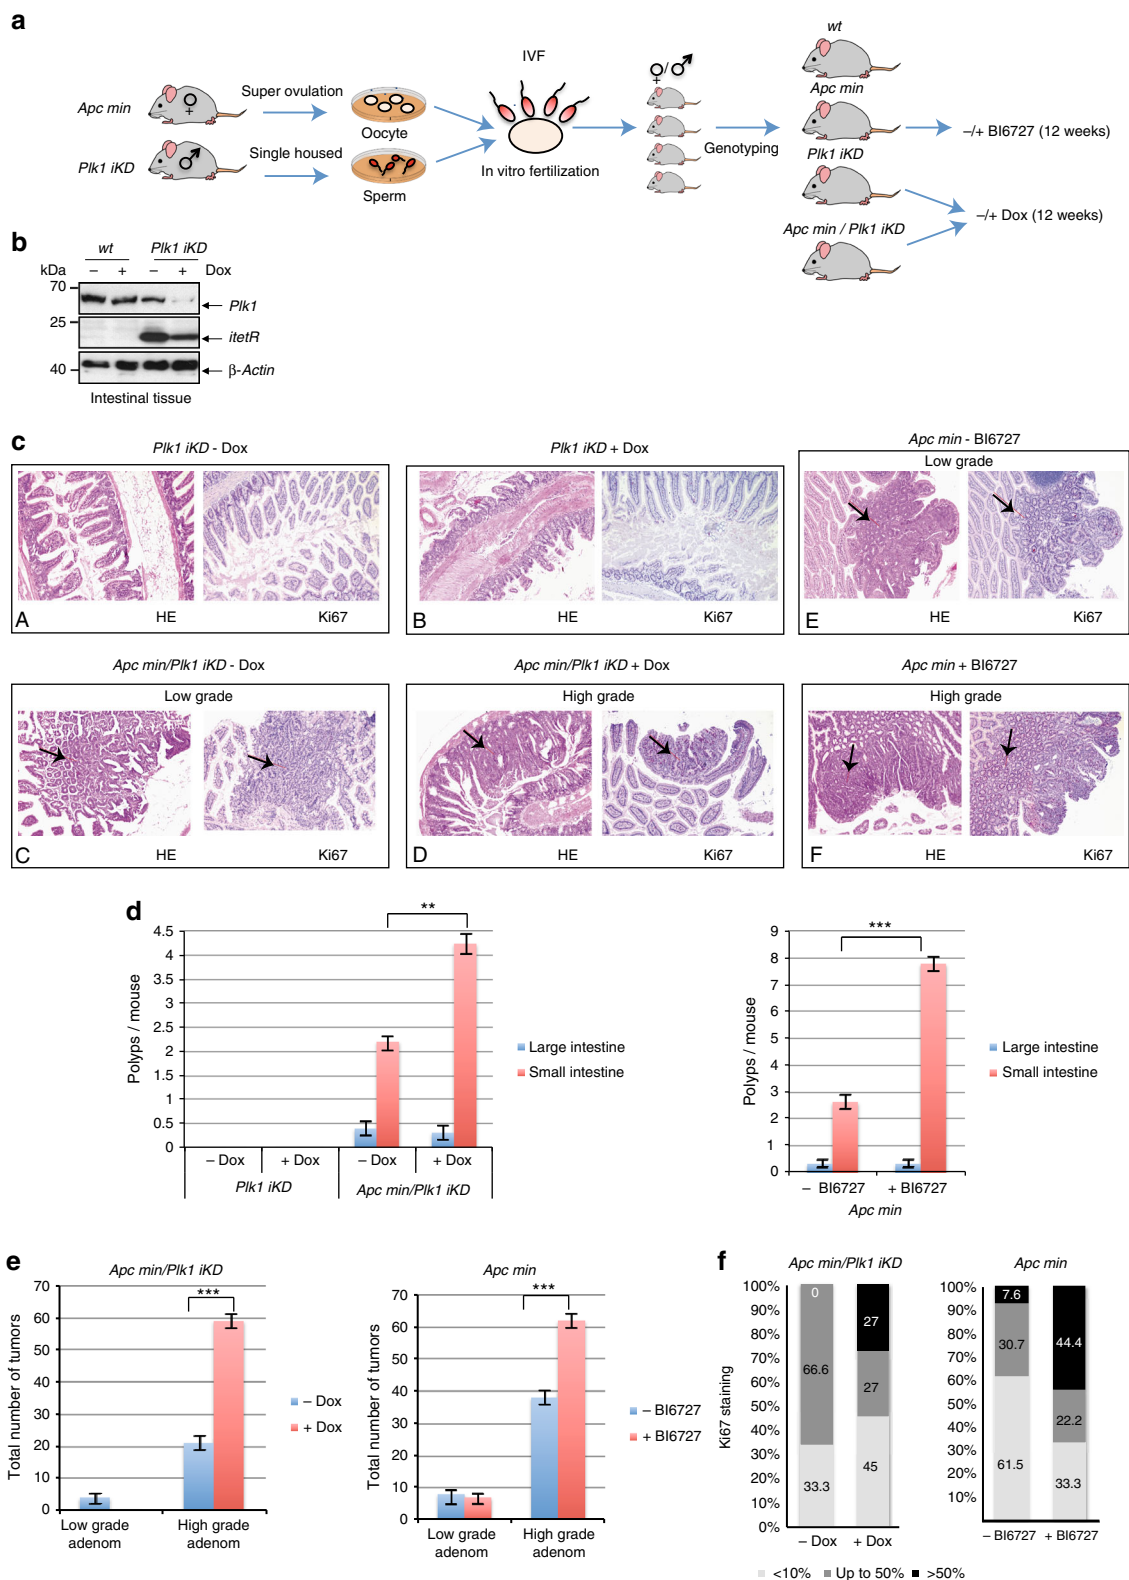 a
wt
IVF
Apc min
Super ovulation
Apc min
Oocyte
Genotyping
–/+ BI6727 (12 weeks)
Plk1 iKD
Single housed
In vitro fertilization
Plk1 iKD
Sperm
–/+ Dox (12 weeks)
Apc min / Plk1 iKD
b
wt Plk1 iKD
kDa – + – + Dox
70
Plk1
25
itetR
40
β-Actin
Intestinal tissue
c
Plk1 iKD - Dox
Plk1 iKD + Dox
Apc min - BI6727
Low grade
A HE Ki67
B HE Ki67
E HE Ki67
Apc min/Plk1 iKD - Dox
Apc min/Plk1 iKD + Dox
Apc min + BI6727
Low grade
High grade
High grade
C HE Ki67
D HE Ki67
F HE Ki67
d
**
4.5
4
3.5
3
2.5
2
1.5
1
0.5
0
Polyps / mouse
Large intestine
Small intestine
– Dox + Dox – Dox + Dox
Plk1 iKD Apc min/Plk1 iKD
***
9
8
7
6
5
4
3
2
1
0
Polyps / mouse
Large intestine
Small intestine
– BI6727 + BI6727
Apc min
e
Apc min/Plk1 iKD
***
70
60
50
40
30
20
10
0
Total number of tumors
– Dox
+ Dox
Low grade adenom
High grade adenom
Apc min
***
70
60
50
40
30
20
10
0
Total number of tumors
– BI6727
+ BI6727
Low grade adenom
High grade adenom
f
Apc min/Plk1 iKD
100%
90%
80%
70%
60%
50%
40%
30%
20%
10%
0%
Ki67 staining
0
66.6
33.3
27
27
45
– Dox + Dox
Apc min
100%
90%
80%
70%
60%
50%
40%
30%
20%
10%
7.6
30.7
61.5
44.4
22.2
33.3
– BI6727 + BI6727
<10% Up to 50% >50%